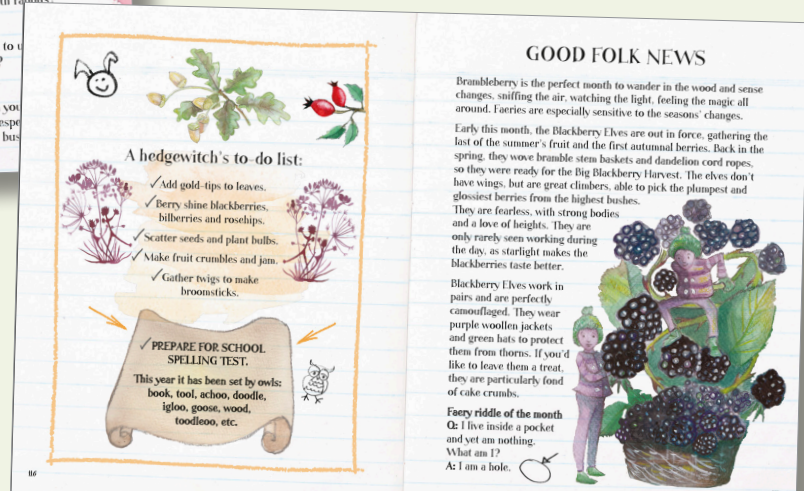 to u
?
you
espe
bus
A hedgewitch's to-do list:
✓Add gold-tips to leaves.
✓Berry shine blackberries,
bilberries and rosehips.
✓Scatter seeds and plant bulbs.
✓Make fruit crumbles and jam.
✓Gather twigs to make
broomsticks.
✓PREPARE FOR SCHOOL
SPELLING TEST.
This year it has been set by owls:
book, tool, achoo, doodle,
igloo, goose, wood,
toodleoo, etc.
116
GOOD FOLK NEWS
Brambleberry is the perfect month to wander in the wood and sense
changes, sniffing the air, watching the light, feeling the magic all
around. Faeries are especially sensitive to the seasons' changes.
Early this month, the Blackberry Elves are out in force, gathering the
last of the summer's fruit and the first autumnal berries. Back in the
spring, they wove bramble stem baskets and dandelion cord ropes,
so they were ready for the Big Blackberry Harvest. The elves don't
have wings, but are great climbers, able to pick the plumpest and
glossiest berries from the highest bushes.
They are fearless, with strong bodies
and a love of heights. They are
only rarely seen working during
the day, as starlight makes the
blackberries taste better.
Blackberry Elves work in
pairs and are perfectly
camouflaged. They wear
purple woollen jackets
and green hats to protect
them from thorns. If you'd
like to leave them a treat,
they are particularly fond
of cake crumbs.
Faery riddle of the month
Q: I live inside a pocket
and yet am nothing.
What am I?
A: I am a hole.